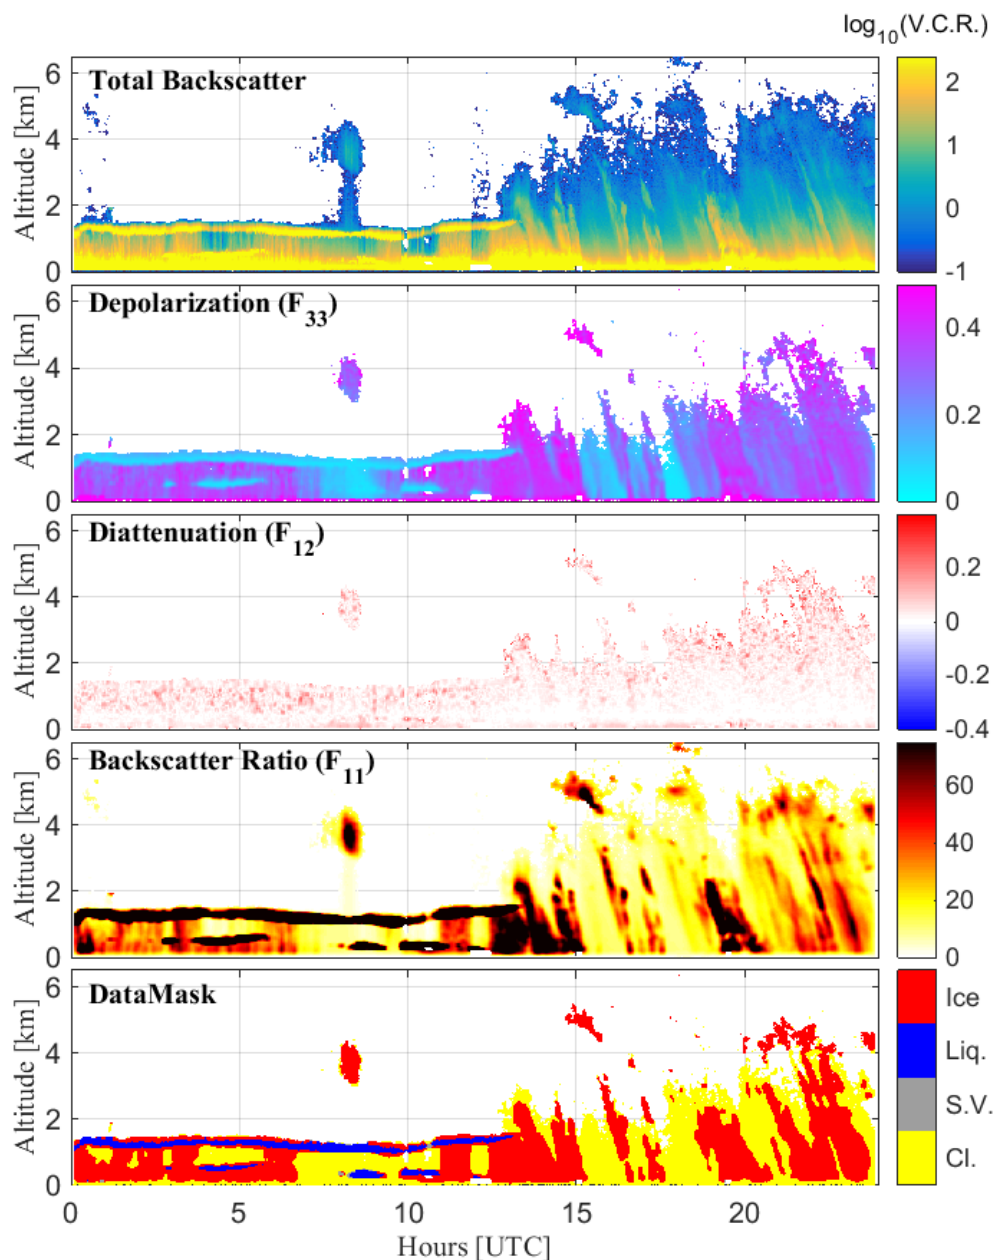 log10(V.C.R.)
Total Backscatter
Altitude [km]
6
4
2
0
2
1
0
-1
Depolarization (F33)
Altitude [km]
6
4
2
0
0.4
0.2
0
Diattenuation (F12)
Altitude [km]
6
4
2
0
0.2
0
-0.2
-0.4
Backscatter Ratio (F11)
Altitude [km]
6
4
2
0
60
40
20
0
DataMask
Altitude [km]
6
4
2
0
Ice
Liq.
S.V.
Cl.
0 5 10 15 20
Hours [UTC]